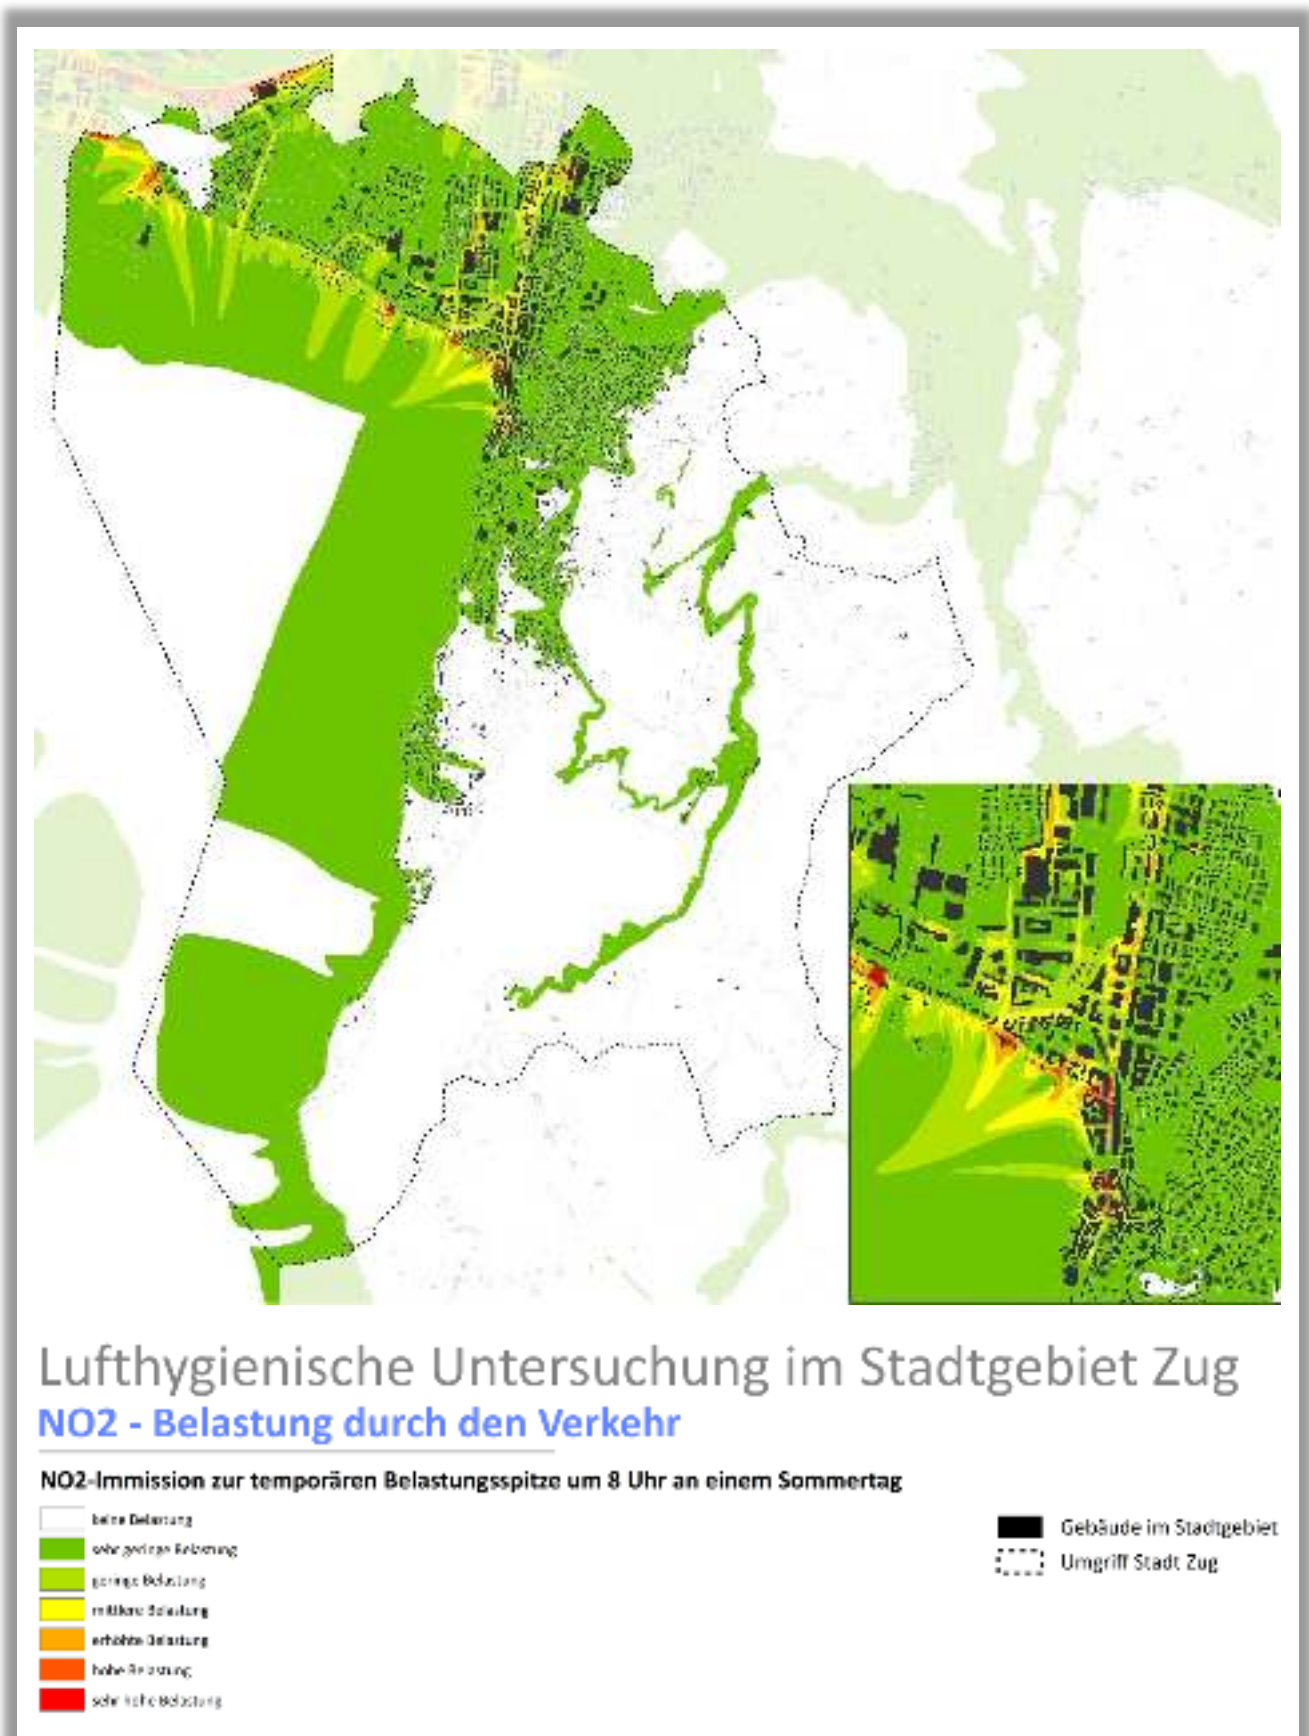 Lufthygienische Untersuchung im Stadtgebiet Zug
NO2 - Belastung durch den Verkehr
NO2-Immission zur temporären Belastungsspitze um 8 Uhr an einem Sommertag
keine Belastung
sehr geringe Belastung
geringe Belastung
mittlere Belastung
erhöhte Belastung
hohe Belastung
sehr hohe Belastung
Gebäude im Stadtgebiet
Umgriff Stadt Zug